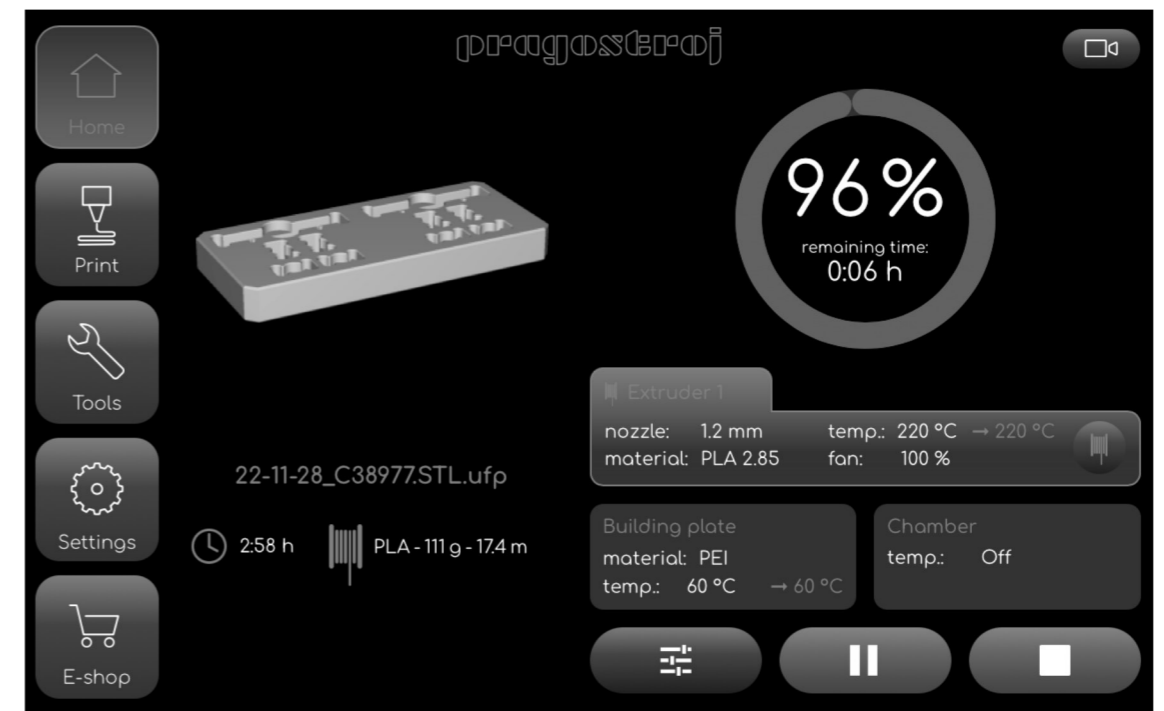 pragostroj
Home
Print
Tools
Settings
E-shop
22-11-28_C38977.STL.ufp
2:58 h
PLA - 111 g - 17.4 m
96 %
remaining time:
0:06 h
Extruder 1
nozzle: 1.2 mm temp.: 220 °C → 220 °C
material: PLA 2.85 fan: 100 %
Building plate
material: PEI
temp.: 60 °C → 60 °C
Chamber
temp.: Off